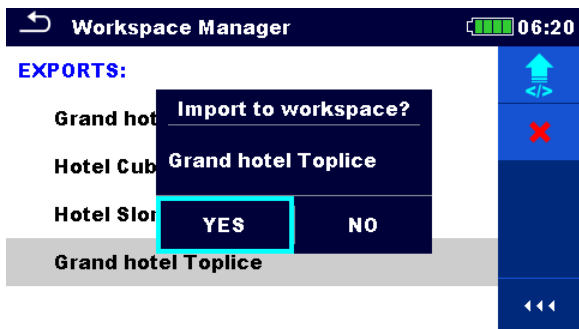 Workspace Manager
06:20
EXPORTS:
</>
Grand hot
Import to workspace?
Hotel Cub
Grand hotel Toplice
Hotel Slon
YES
NO
Grand hotel Toplice